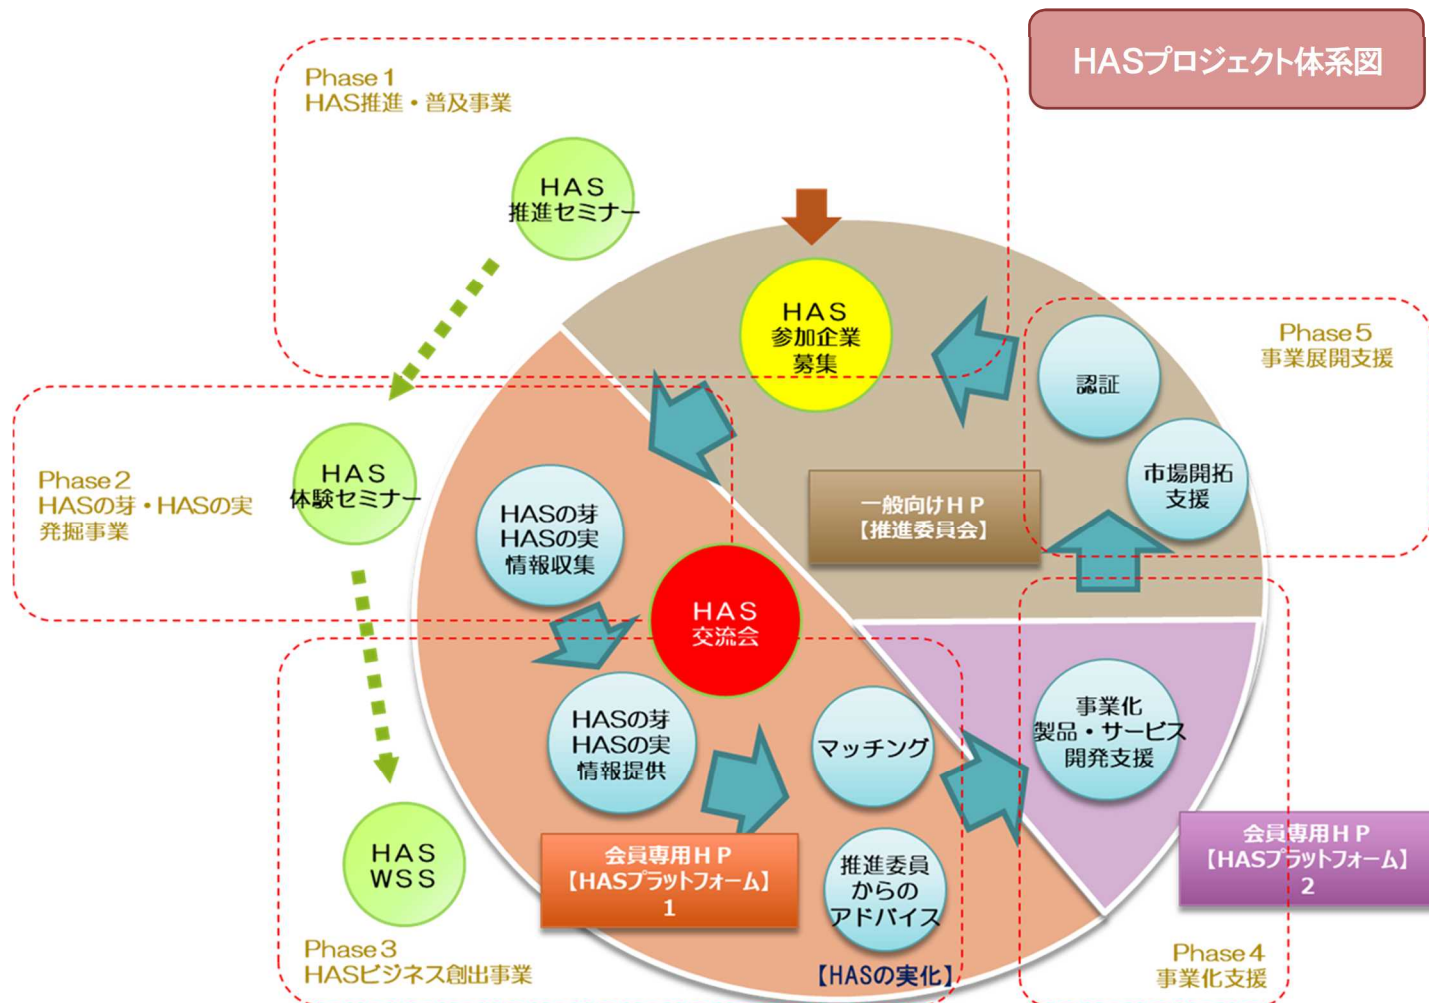 HASプロジェクト体系図
Phase1
HAS推進・普及事業
HAS
推進セミナー
HAS
参加企業
募集
Phase5
事業展開支援
認証
市場開拓
支援
Phase2
HASの芽・HASの実
発掘事業
HAS
体験セミナー
HASの芽
HASの実
情報収集
一般向けHP
【推進委員会】
HAS
交流会
HASの芽
HASの実
情報提供
マッチング
事業化
製品・サービス
開発支援
HAS
WSS
会員専用HP
【HASプラットフォーム】
1
推進委員
からの
アドバイス
会員専用HP
【HASプラットフォーム】
2
Phase3
HASビジネス創出事業
【HASの実化】
Phase4
事業化支援